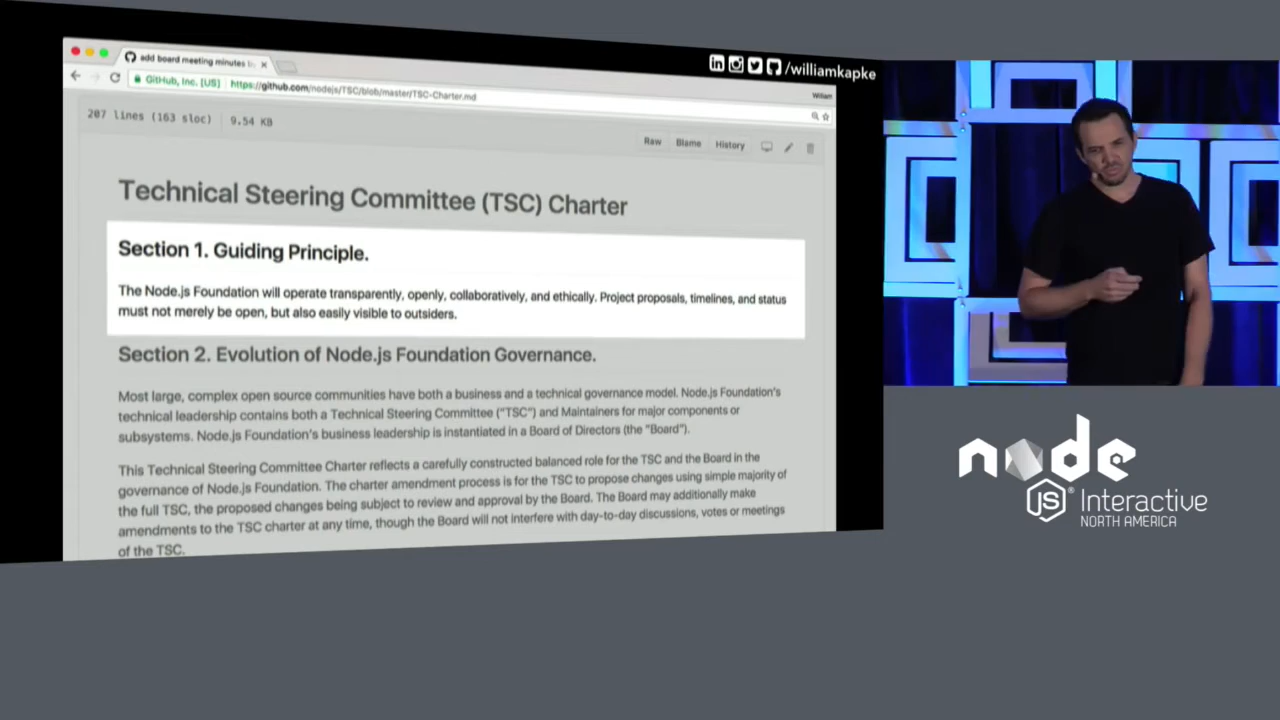 /williamkapke
add board meeting minutes
GitHub, Inc. [US]
https://github.com/nodejs/TSC/blob/master/TSC-Charter.md
William
207 lines (163 sloc)
9.54 KB
Raw
Blame
History
Technical Steering Committee (TSC) Charter
Section 1. Guiding Principle.
The Node.js Foundation will operate transparently, openly, collaboratively, and ethically. Project proposals, timelines, and status
must not merely be open, but also easily visible to outsiders.
Section 2. Evolution of Node.js Foundation Governance.
Most large, complex open source communities have both a business and a technical governance model. Node.js Foundation's
technical leadership contains both a Technical Steering Committee ("TSC") and Maintainers for major components or
subsystems. Node.js Foundation's business leadership is instantiated in a Board of Directors (the "Board").
This Technical Steering Committee Charter reflects a carefully constructed balanced role for the TSC and the Board in the
governance of Node.js Foundation. The charter amendment process is for the TSC to propose changes using simple majority of
the full TSC, the proposed changes being subject to review and approval by the Board. The Board may additionally make
amendments to the TSC charter at any time, though the Board will not interfere with day-to-day discussions, votes or meetings
of the TSC.
node
JS® Interactive
NORTH AMERICA